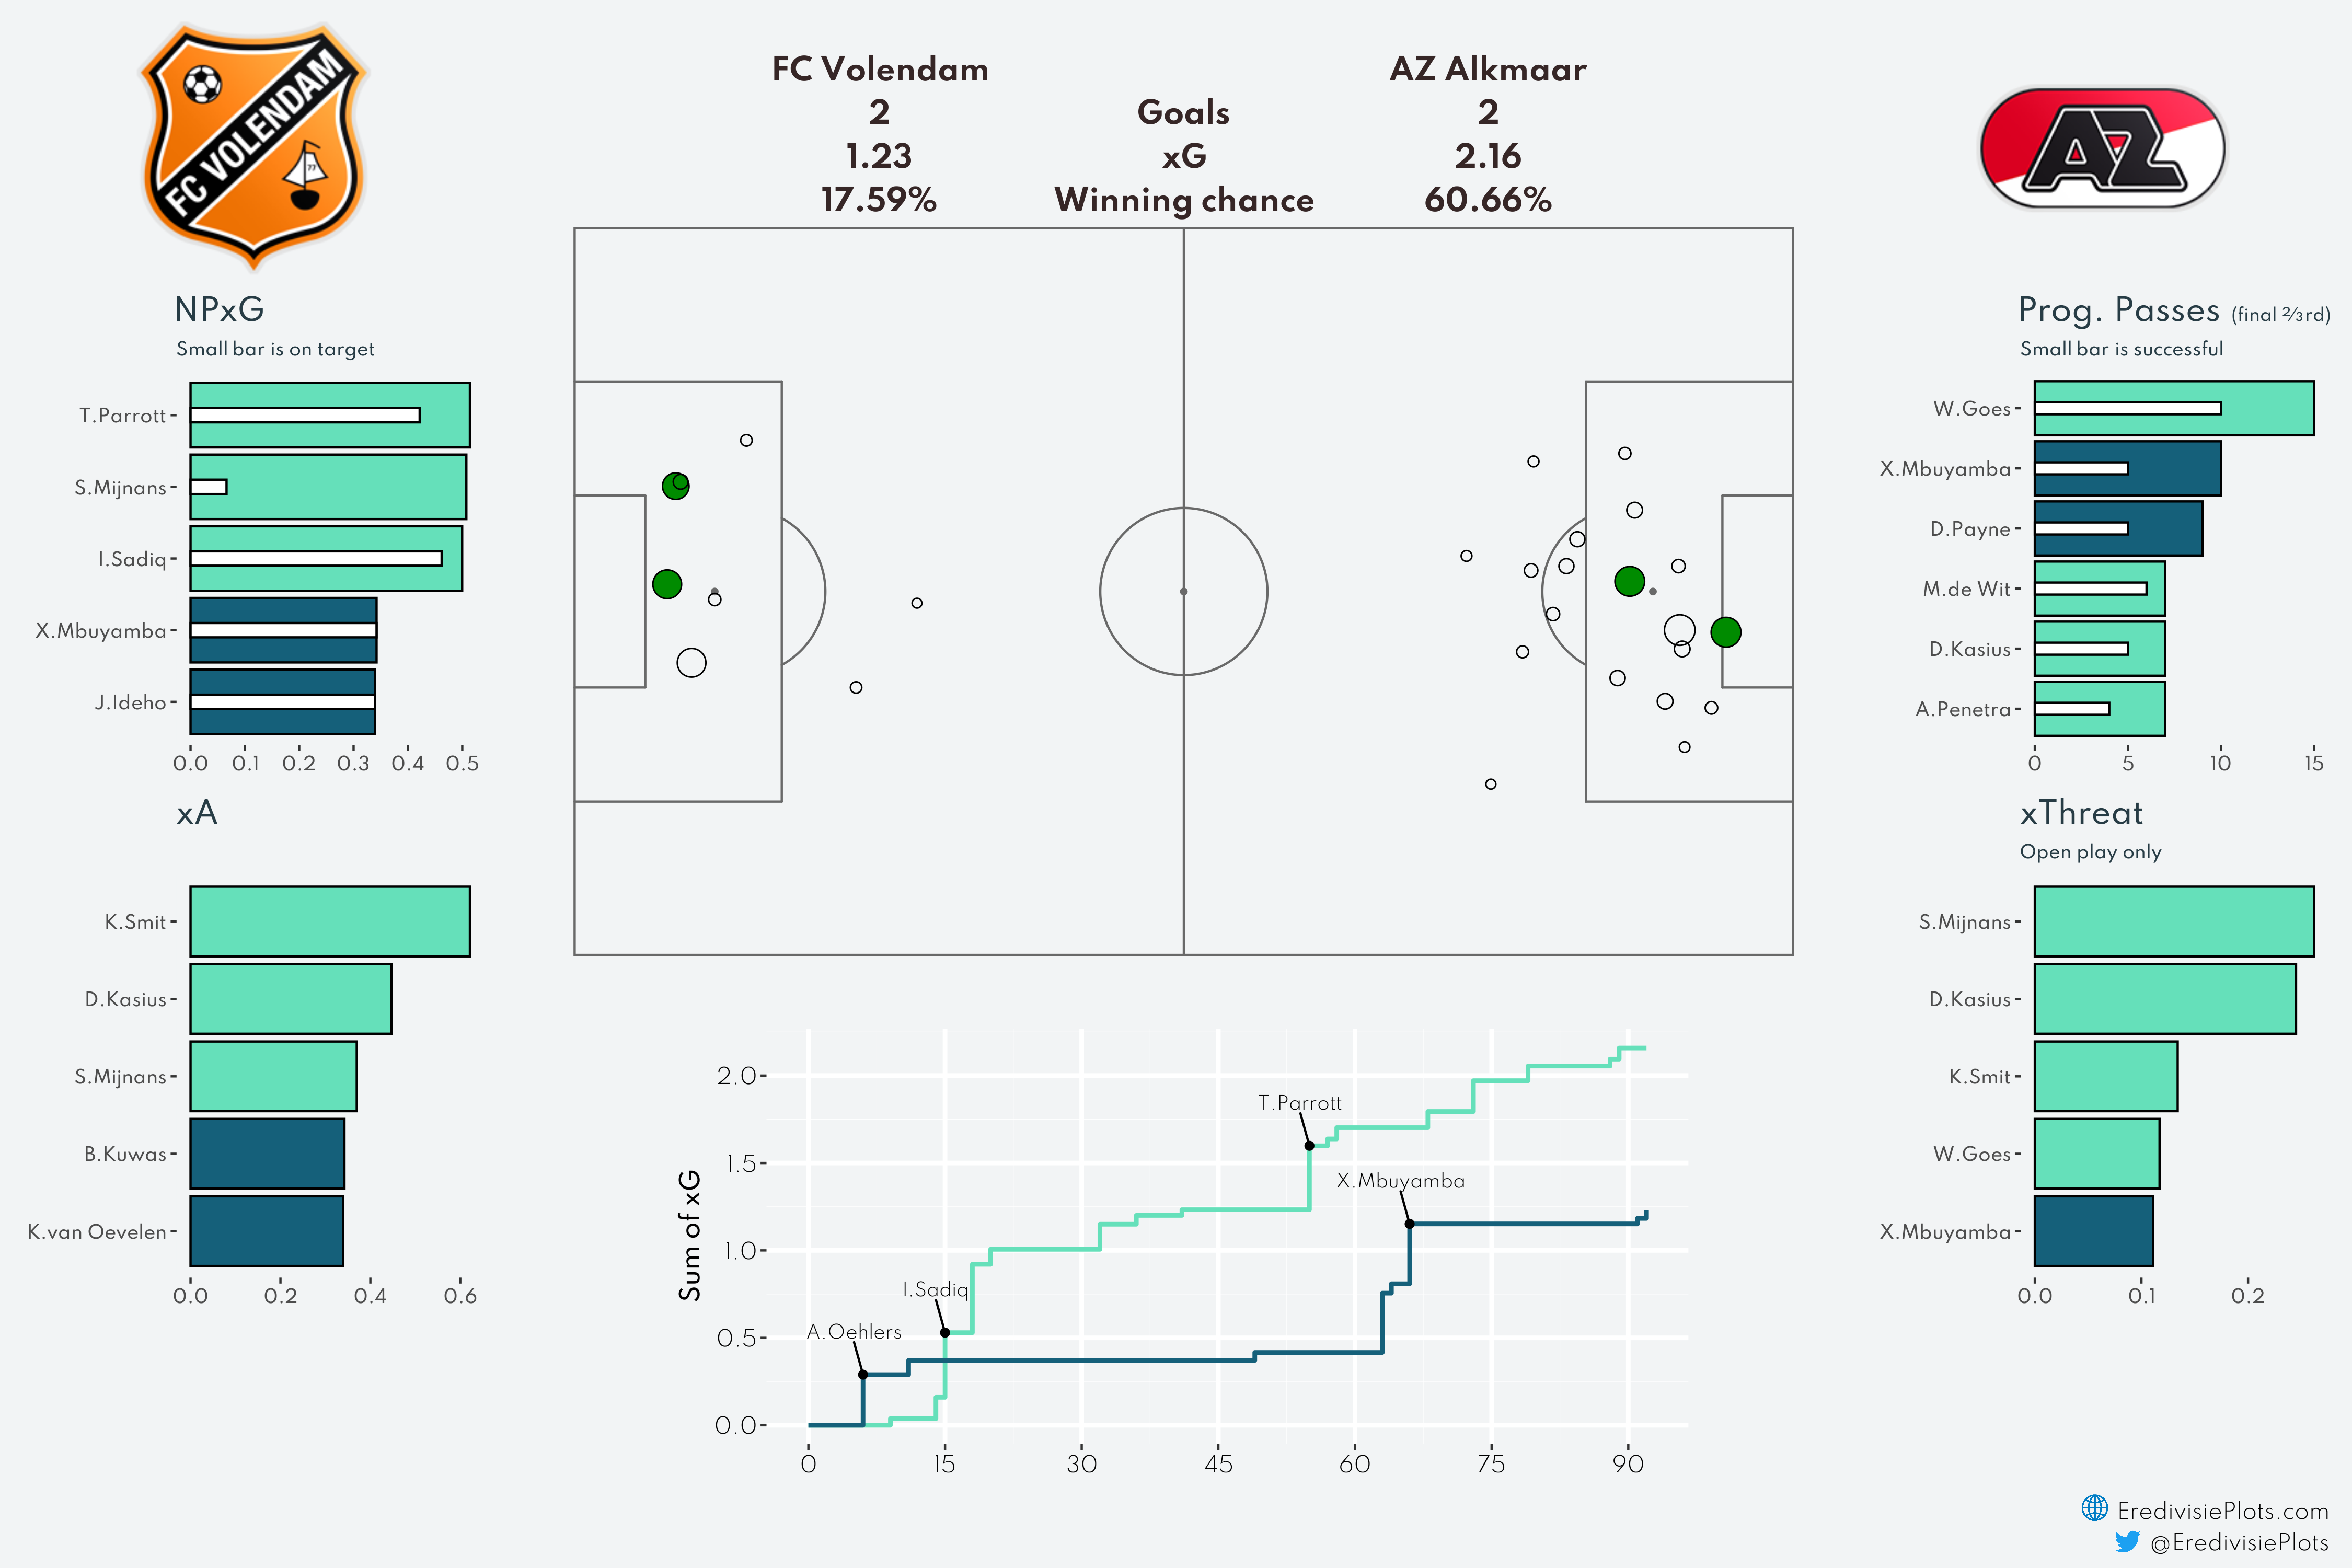 FC VOLENDAM
77
FC Volendam
AZ Alkmaar
2 Goals 2
1.23 xG 2.16
17.59% Winning chance 60.66%
AZ
NPxG
Small bar is on target
T.Parrott
S.Mijnans
I.Sadiq
X.Mbuyamba
J.Ideho
0.0 0.1 0.2 0.3 0.4 0.5
xA
K.Smit
D.Kasius
S.Mijnans
B.Kuwas
K.van Oevelen
0.0 0.2 0.4 0.6
Prog. Passes (final ⅔rd)
Small bar is successful
W.Goes
X.Mbuyamba
D.Payne
M.de Wit
D.Kasius
A.Penetra
0 5 10 15
xThreat
Open play only
S.Mijnans
D.Kasius
K.Smit
W.Goes
X.Mbuyamba
0.0 0.1 0.2
Sum of xG
2.0
1.5
1.0
0.5
0.0
T.Parrott
X.Mbuyamba
I.Sadiq
A.Oehlers
0 15 30 45 60 75 90
EredivisiePlots.com
@EredivisiePlots